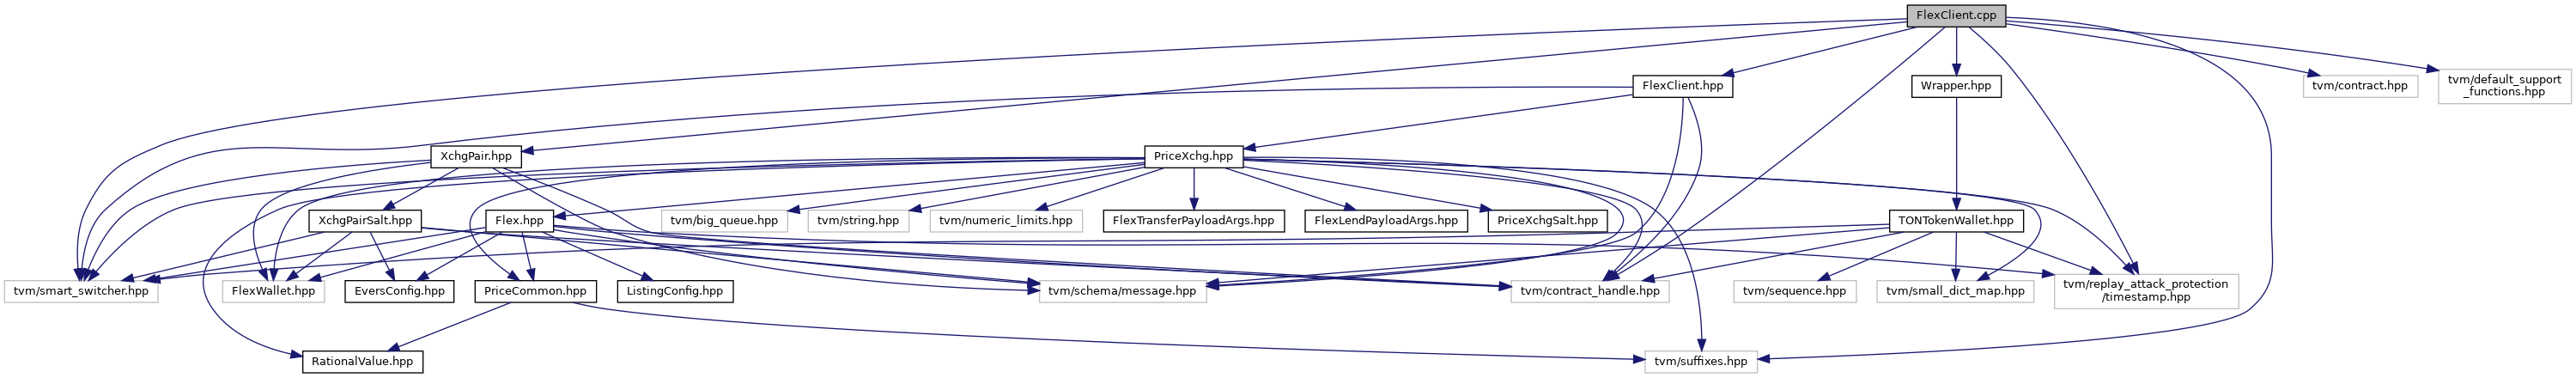 FlexClient.cpp
FlexClient.hpp
Wrapper.hpp
tvm/contract.hpp
tvm/default_support
_functions.hpp
XchgPair.hpp
PriceXchg.hpp
XchgPairSalt.hpp
Flex.hpp
tvm/big_queue.hpp
tvm/string.hpp
tvm/numeric_limits.hpp
FlexTransferPayloadArgs.hpp
FlexLendPayloadArgs.hpp
PriceXchgSalt.hpp
TONTokenWallet.hpp
tvm/smart_switcher.hpp
FlexWallet.hpp
EversConfig.hpp
PriceCommon.hpp
ListingConfig.hpp
tvm/schema/message.hpp
tvm/contract_handle.hpp
tvm/sequence.hpp
tvm/small_dict_map.hpp
tvm/replay_attack_protection
/timestamp.hpp
RationalValue.hpp
tvm/suffixes.hpp